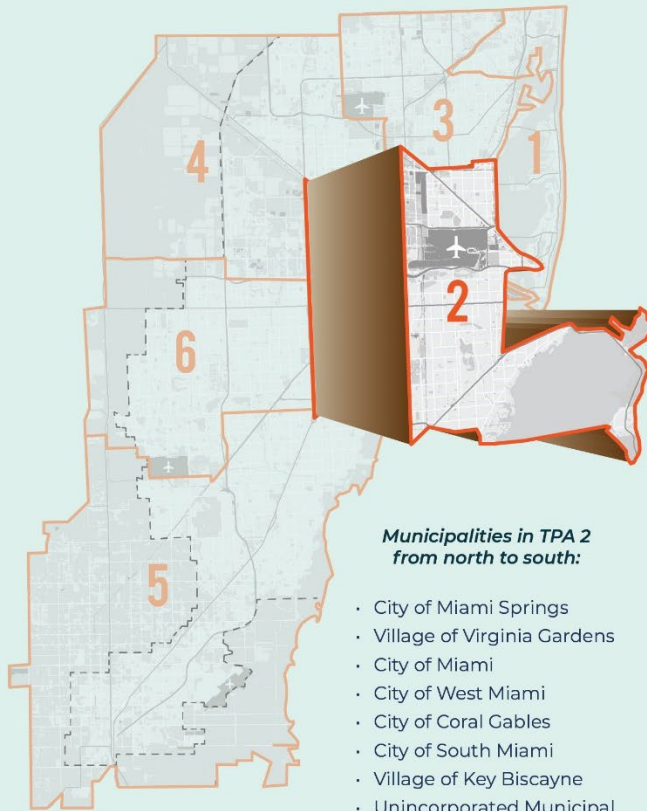 4
3
1
2
6
5
Municipalities in TPA 2
from north to south:
• City of Miami Springs
• Village of Virginia Gardens
• City of Miami
• City of West Miami
• City of Coral Gables
• City of South Miami
• Village of Key Biscayne
• Unincorporated Municipal